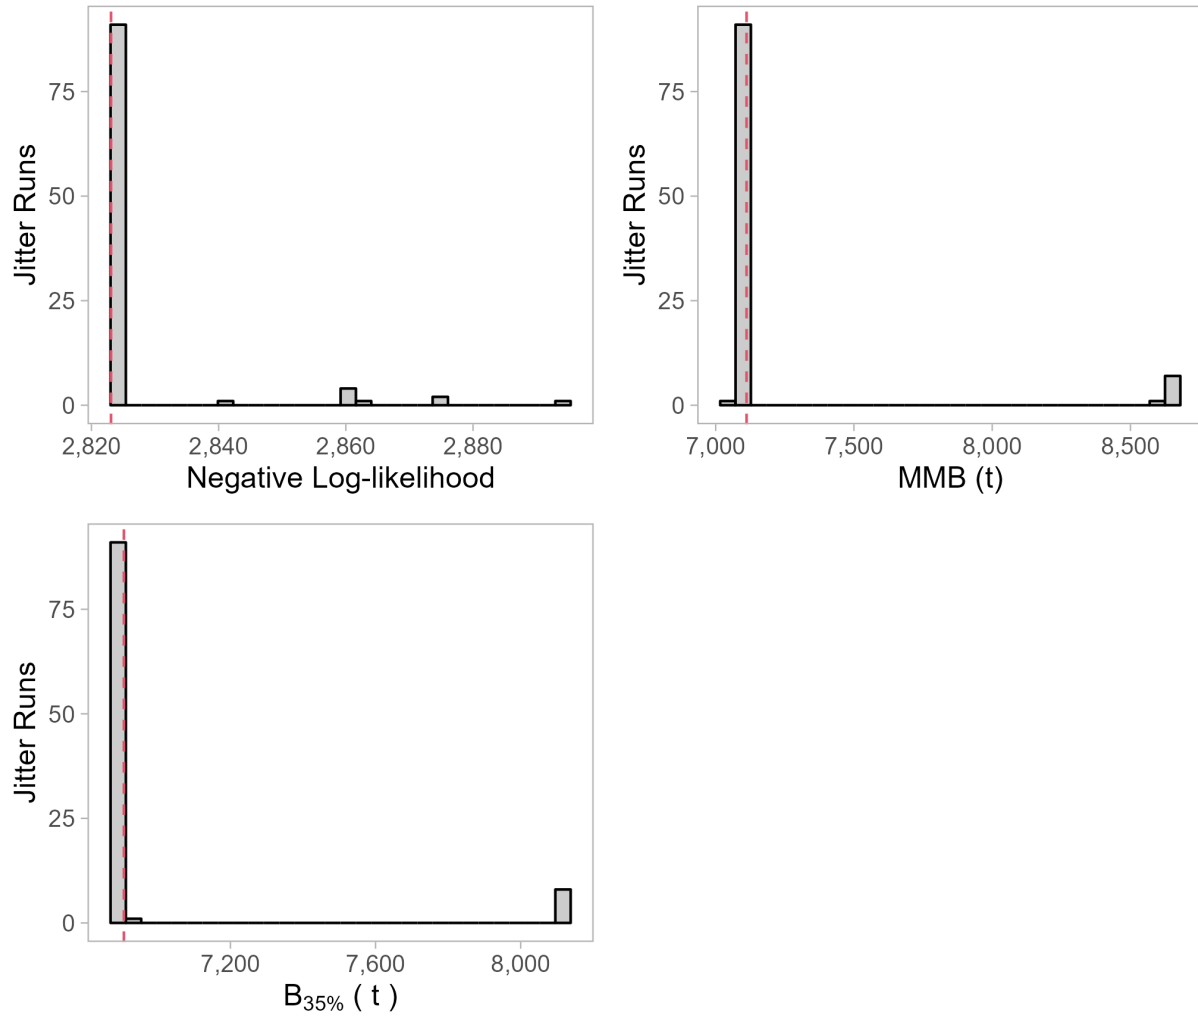 75
50
25
0
Jitter Runs
2,820 2,840 2,860 2,880
Negative Log-likelihood
75
50
25
0
Jitter Runs
7,000 7,500 8,000 8,500
MMB (t)
75
50
25
0
Jitter Runs
7,200 7,600 8,000
B35% ( t )